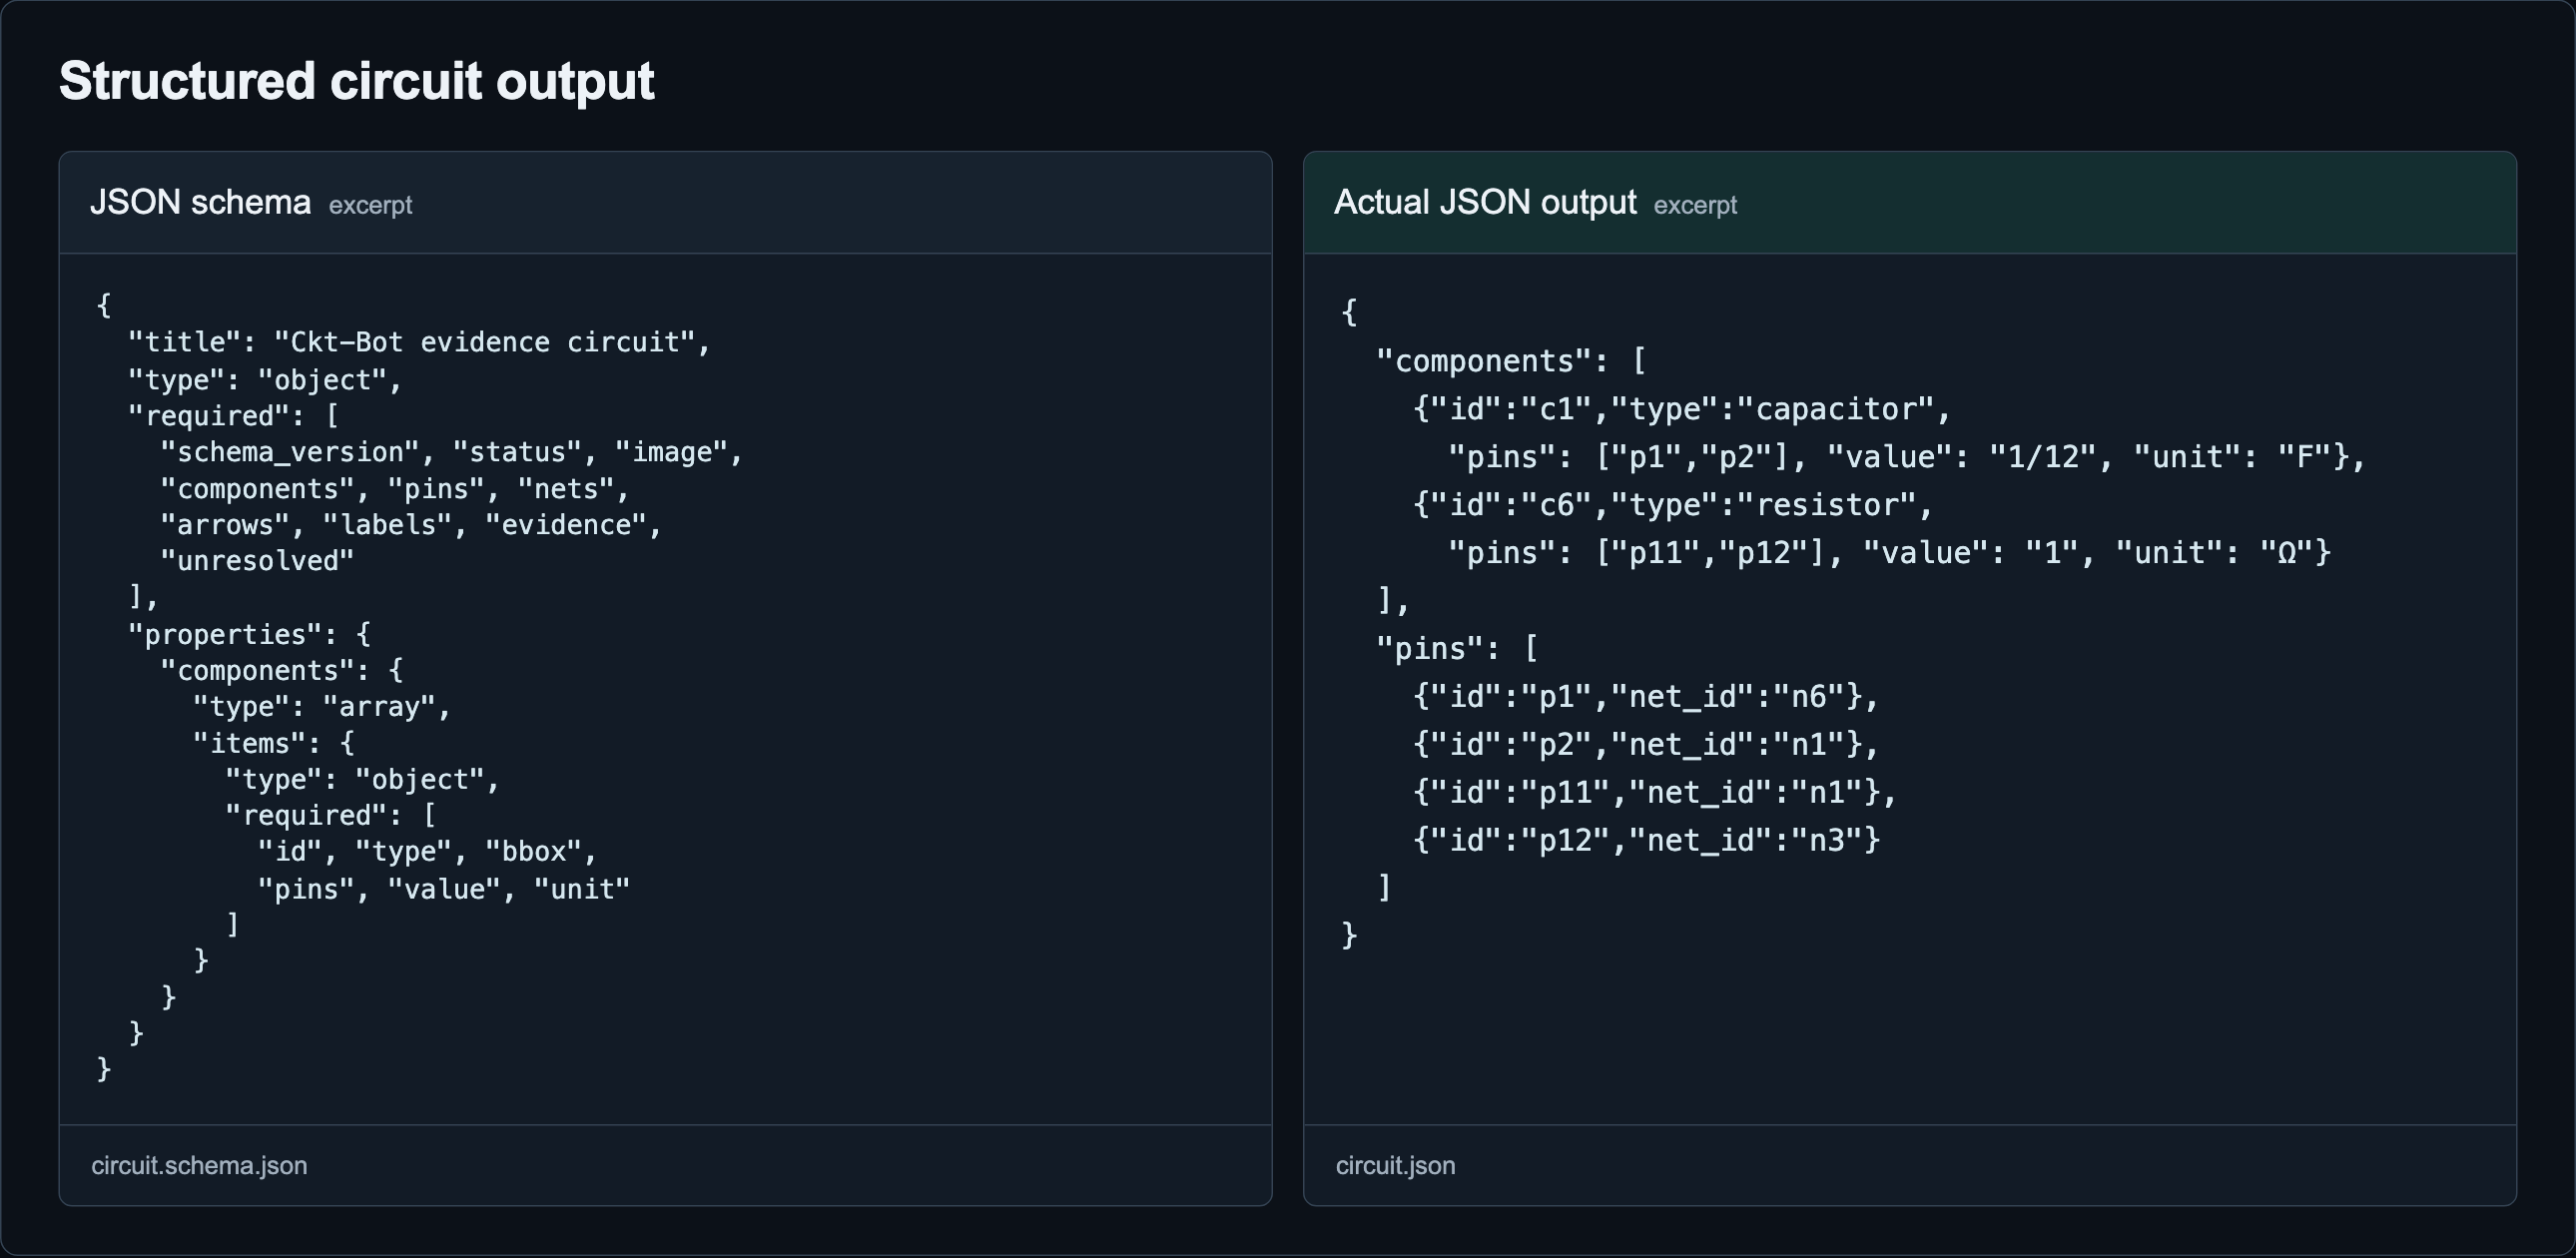 Structured circuit output
JSON schema excerpt
{
  "title": "Ckt-Bot evidence circuit",
  "type": "object",
  "required": [
    "schema_version", "status", "image",
    "components", "pins", "nets",
    "arrows", "labels", "evidence",
    "unresolved"
  ],
  "properties": {
    "components": {
      "type": "array",
      "items": {
        "type": "object",
        "required": [
          "id", "type", "bbox",
          "pins", "value", "unit"
        ]
      }
    }
  }
}
circuit.schema.json
Actual JSON output excerpt
{
  "components": [
    {"id":"c1","type":"capacitor",
      "pins": ["p1","p2"], "value": "1/12", "unit": "F"},
    {"id":"c6","type":"resistor",
      "pins": ["p11","p12"], "value": "1", "unit": "Ω"}
  ],
  "pins": [
    {"id":"p1","net_id":"n6"},
    {"id":"p2","net_id":"n1"},
    {"id":"p11","net_id":"n1"},
    {"id":"p12","net_id":"n3"}
  ]
}
circuit.json